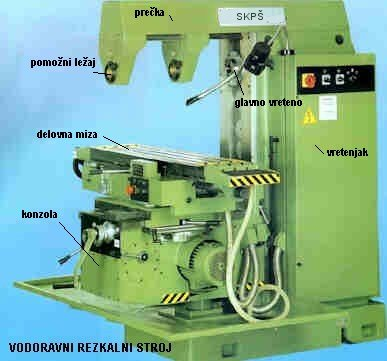 prečka
SKPŠ
pomožni ležaj
glavno vreteno
delovna miza
vretenjak
konzola
VODORAVNI REZKALNI STROJ